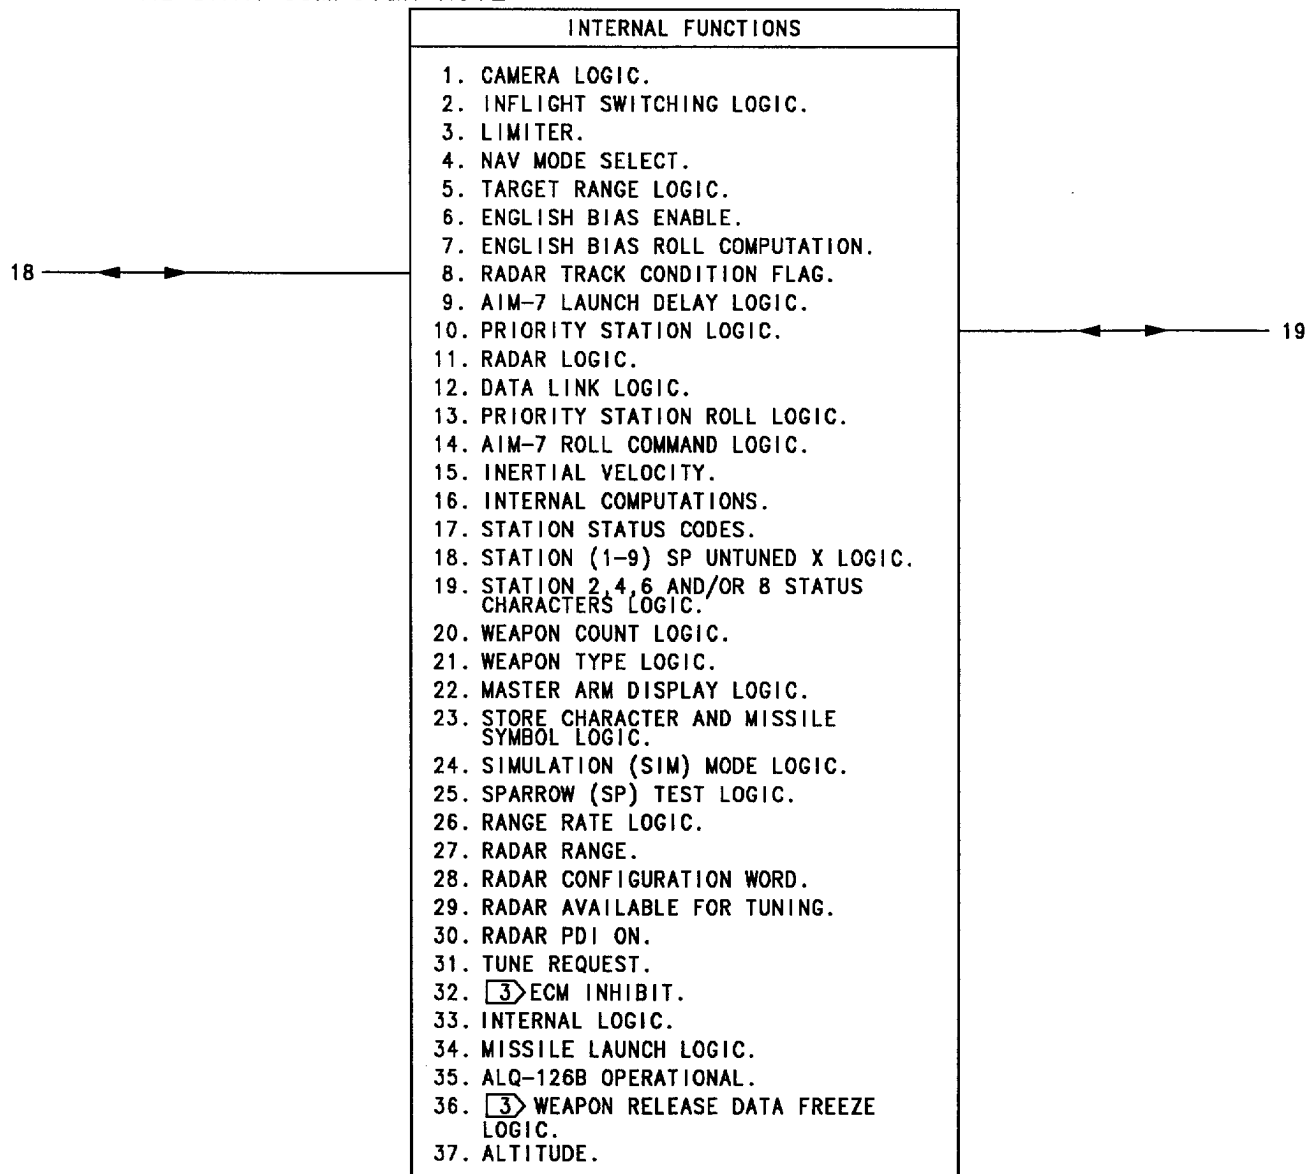 INTERNAL FUNCTIONS
1. CAMERA LOGIC.
2. INFLIGHT SWITCHING LOGIC.
3. LIMITER.
4. NAV MODE SELECT.
5. TARGET RANGE LOGIC.
6. ENGLISH BIAS ENABLE.
7. ENGLISH BIAS ROLL COMPUTATION.
18
8. RADAR TRACK CONDITION FLAG.
9. AIM-7 LAUNCH DELAY LOGIC.
10. PRIORITY STATION LOGIC.
19
11. RADAR LOGIC.
12. DATA LINK LOGIC.
13. PRIORITY STATION ROLL LOGIC.
14. AIM-7 ROLL COMMAND LOGIC.
15. INERTIAL VELOCITY.
16. INTERNAL COMPUTATIONS.
17. STATION STATUS CODES.
18. STATION (1-9) SP UNTUNED X LOGIC.
19. STATION 2,4,6 AND/OR 8 STATUS
CHARACTERS LOGIC.
20. WEAPON COUNT LOGIC.
21. WEAPON TYPE LOGIC.
22. MASTER ARM DISPLAY LOGIC.
23. STORE CHARACTER AND MISSILE
SYMBOL LOGIC.
24. SIMULATION (SIM) MODE LOGIC.
25. SPARROW (SP) TEST LOGIC.
26. RANGE RATE LOGIC.
27. RADAR RANGE.
28. RADAR CONFIGURATION WORD.
29. RADAR AVAILABLE FOR TUNING.
30. RADAR PDI ON.
31. TUNE REQUEST.
32. 3 ECM INHIBIT.
33. INTERNAL LOGIC.
34. MISSILE LAUNCH LOGIC.
35. ALQ-126B OPERATIONAL.
36. 3 WEAPON RELEASE DATA FREEZE
LOGIC.
37. ALTITUDE.